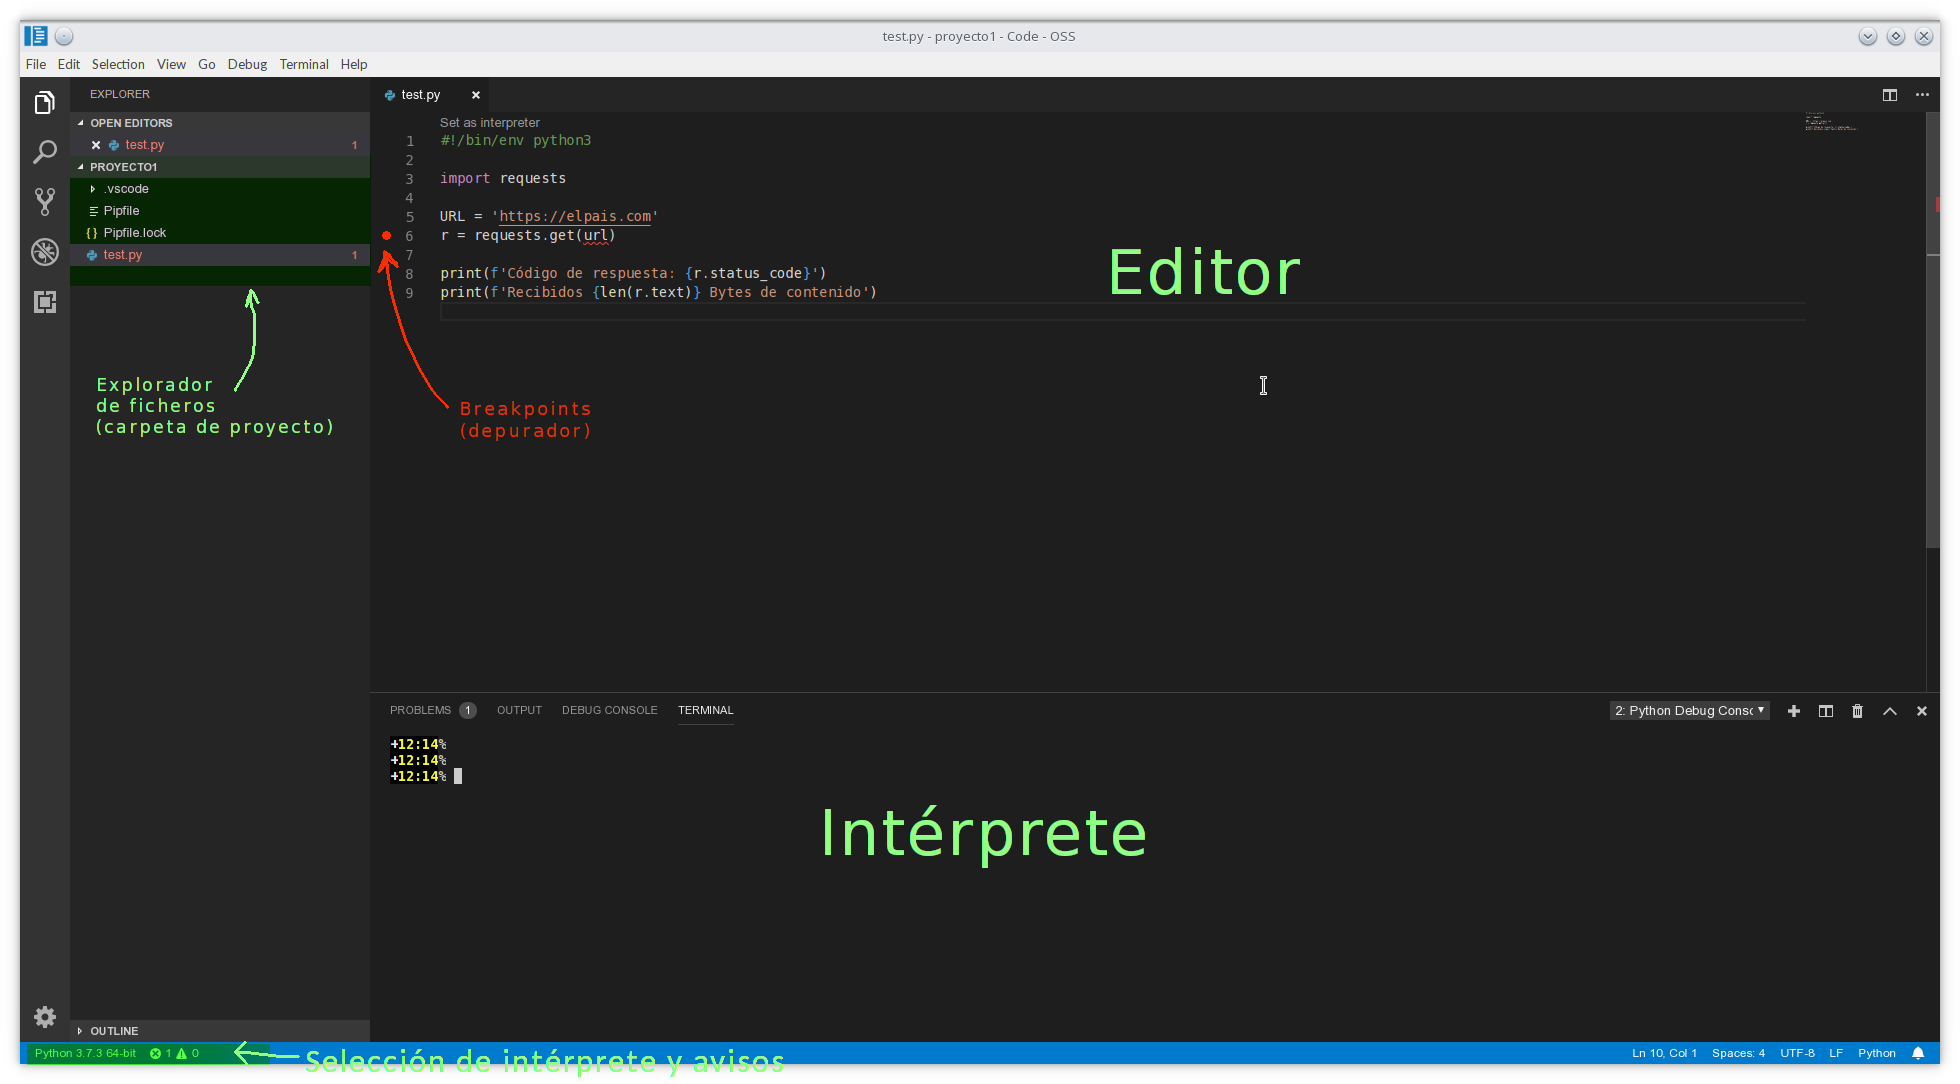 test.py - proyecto1 - Code - OSS
File Edit Selection View Go Debug Terminal Help
EXPLORER
OPEN EDITORS
test.py 1
PROYECTO1
.vscode
Pipfile
{} Pipfile.lock
test.py 1
Explorador
de ficheros
(carpeta de proyecto)
OUTLINE
test.py
Set as interpreter
1 #!/bin/env python3
2
3 import requests
4
5 URL = 'https://elpais.com'
6 r = requests.get(url)
7
8 print(f'Código de respuesta: {r.status_code}')
9 print(f'Recibidos {len(r.text)} Bytes de contenido')
Editor
Breakpoints
(depurador)
PROBLEMS 1 OUTPUT DEBUG CONSOLE TERMINAL 2: Python Debug Consc
+12:14%
+12:14%
+12:14%
Intérprete
Python 3.7.3 64-bit 1 0
Selección de intérprete y avisos
Ln 10, Col 1 Spaces: 4 UTF-8 LF Python